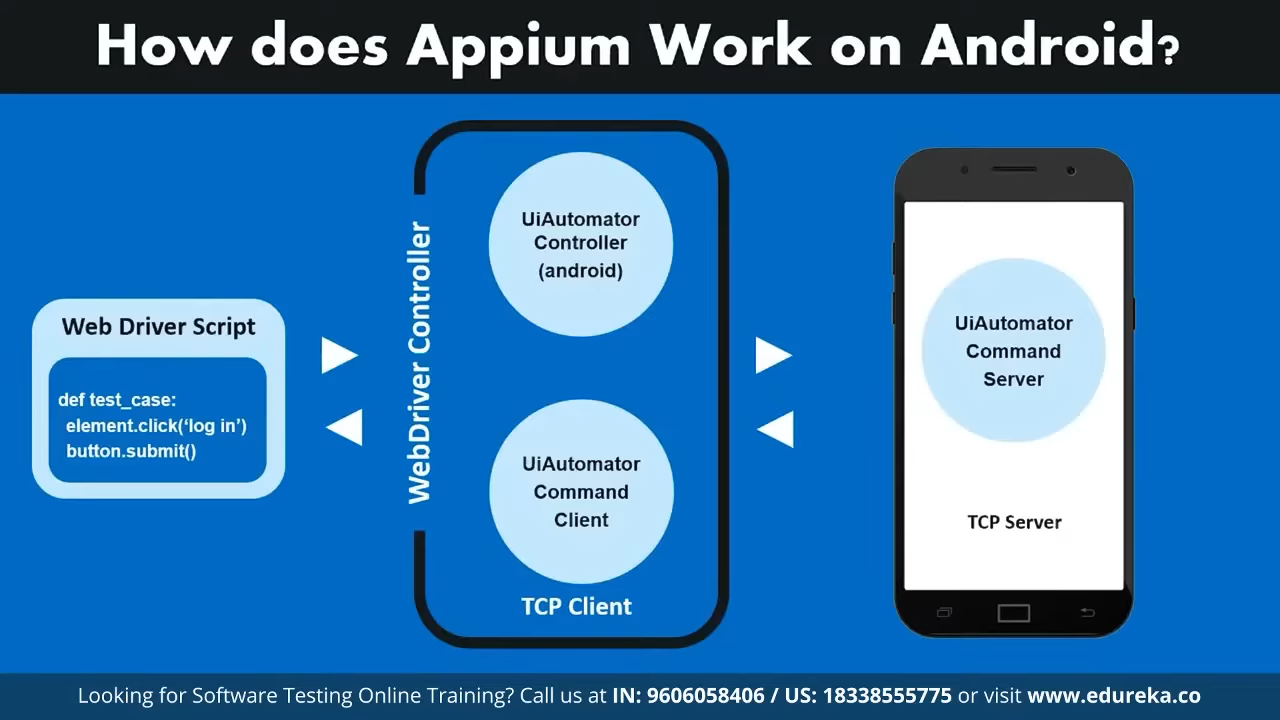 How does Appium Work on Android?
Web Driver Script
def test_case:
element.click(‘log in’)
button.submit()
WebDriver Controller
UiAutomator
Controller
(android)
UiAutomator
Command
Client
TCP Client
UiAutomator
Command
Server
TCP Server
Looking for Software Testing Online Training? Call us at IN: 9606058406 / US: 18338555775 or visit www.edureka.co